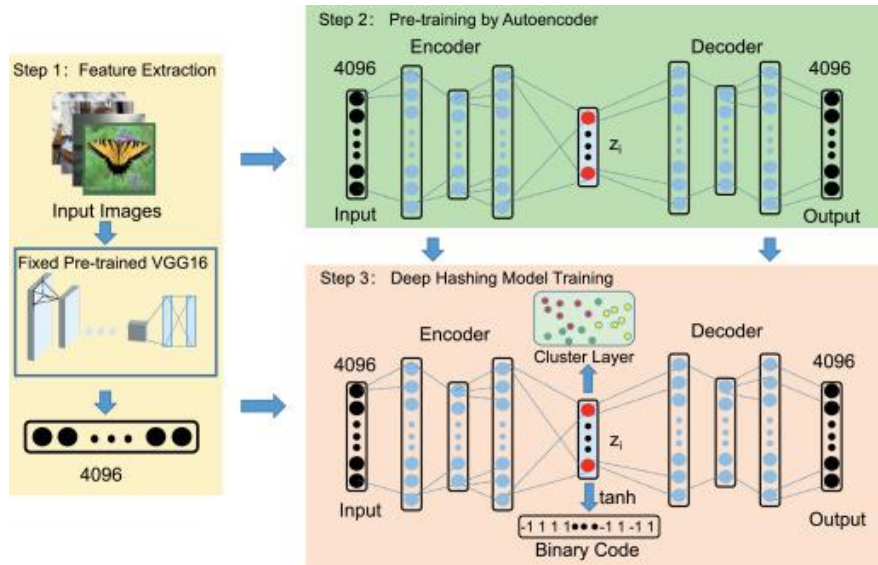 Step 1: Feature Extraction
Input Images
Fixed Pre-trained VGG16
4096
Step 2: Pre-training by Autoencoder
Encoder
Decoder
4096
4096
z_i
Input
Output
Step 3: Deep Hashing Model Training
Encoder
Decoder
Cluster Layer
4096
4096
z_i
tanh
Input
Output
-1 1 1 1•••-1 1 -1 1
Binary Code